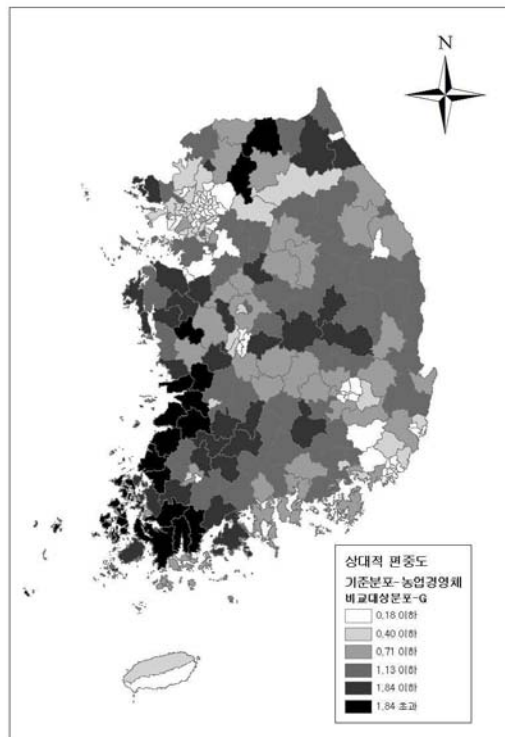 N
상대적 편중도
기준분포-농업경영체
비교대상분포-G
0.18 이하
0.40 이하
0.71 이하
1.13 이하
1.84 이하
1.84 초과